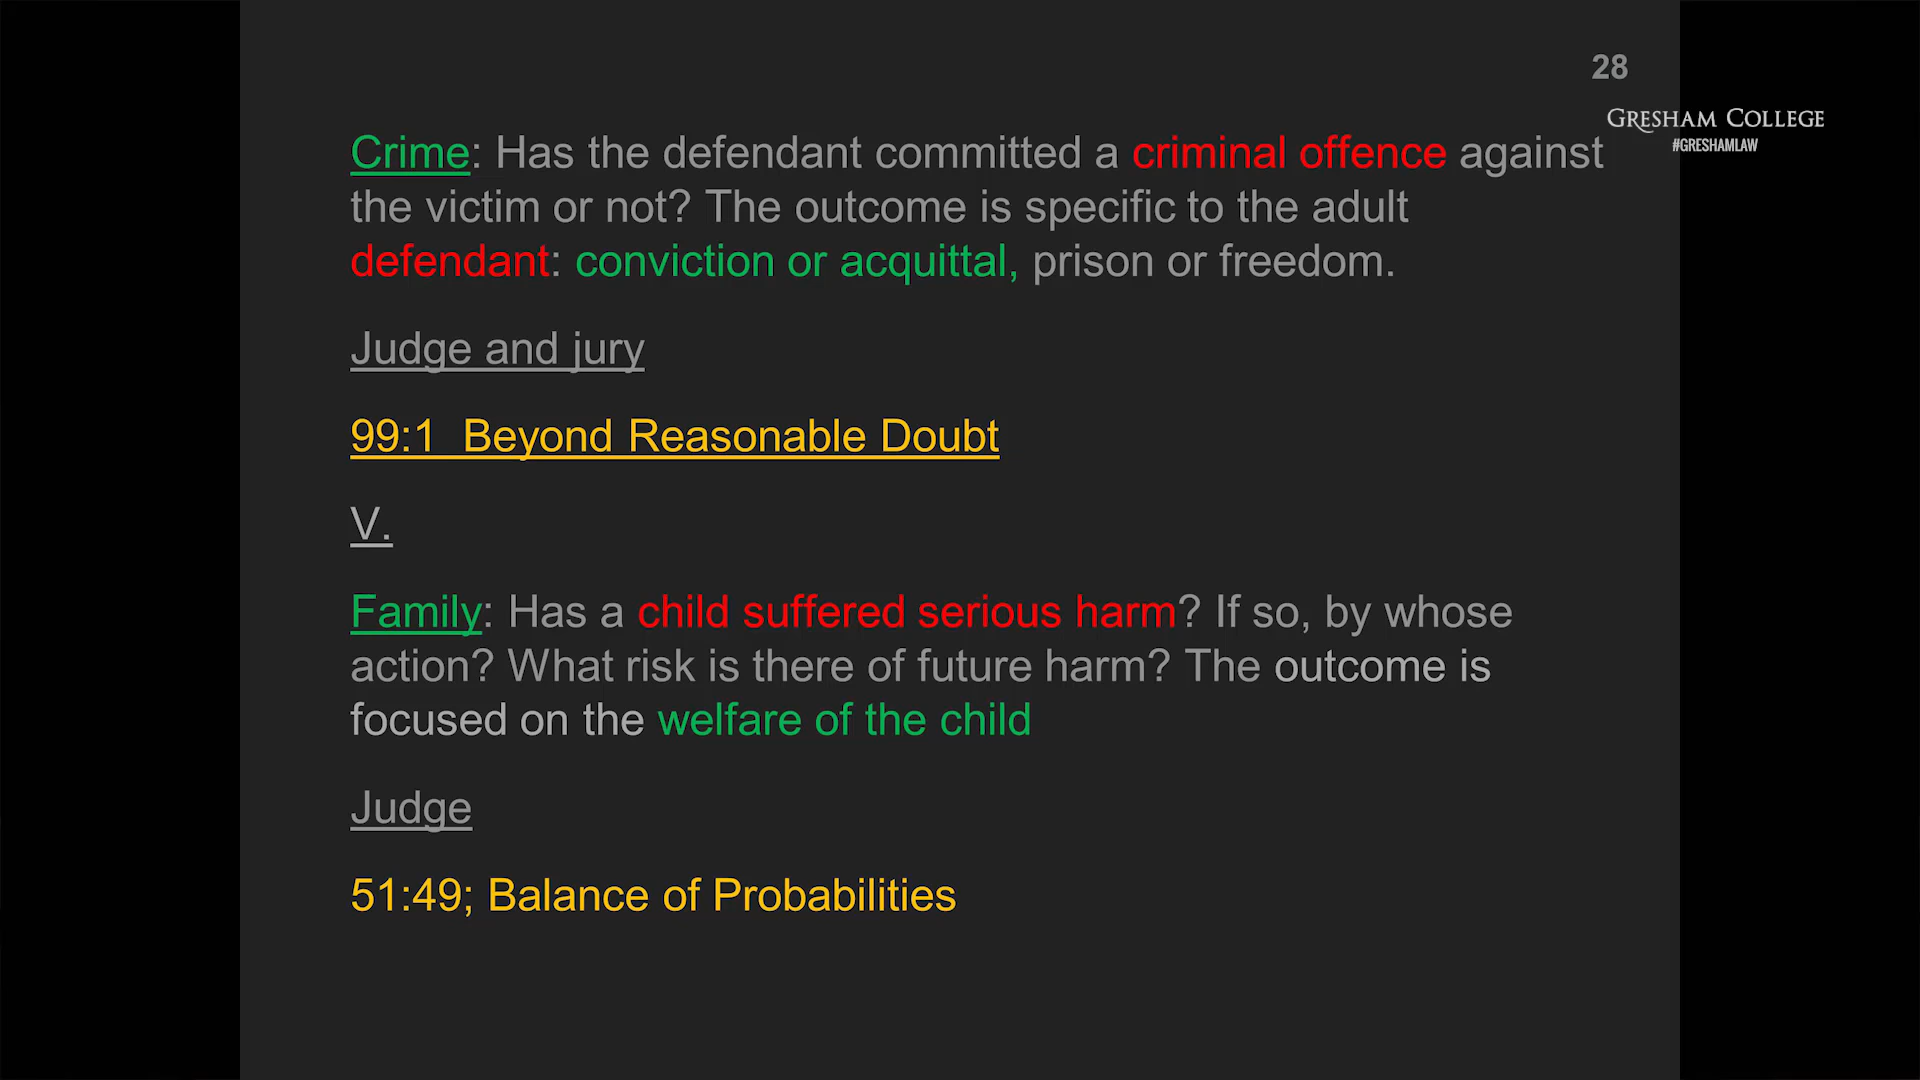 28
GRESHAM COLLEGE
#GRESHAMLAW
Crime: Has the defendant committed a criminal offence against
the victim or not? The outcome is specific to the adult
defendant: conviction or acquittal, prison or freedom.
Judge and jury
99:1  Beyond Reasonable Doubt
V.
Family: Has a child suffered serious harm? If so, by whose
action? What risk is there of future harm? The outcome is
focused on the welfare of the child
Judge
51:49; Balance of Probabilities